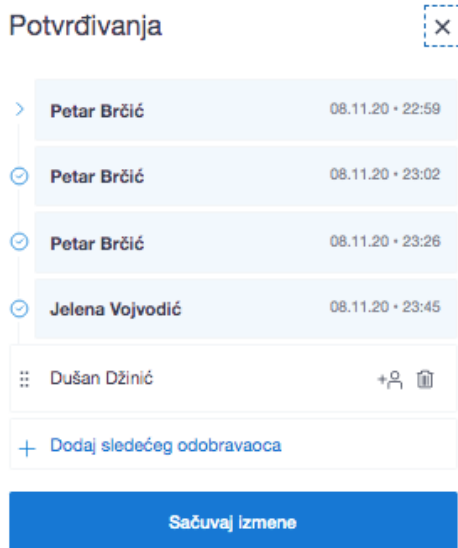 Potvrđivanja
Petar Brčić 08.11.20 • 22:59
Petar Brčić 08.11.20 • 23:02
Petar Brčić 08.11.20 • 23:26
Jelena Vojvodić 08.11.20 • 23:45
Dušan Džinić
Dodaj sledećeg odobravaoca
Sačuvaj izmene